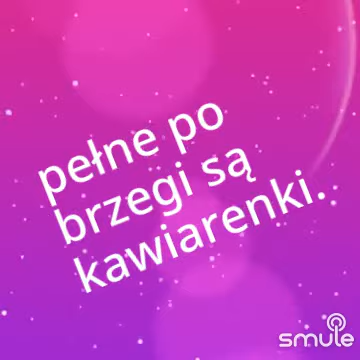 pełne po
brzegi są
kawiarenki.
smule